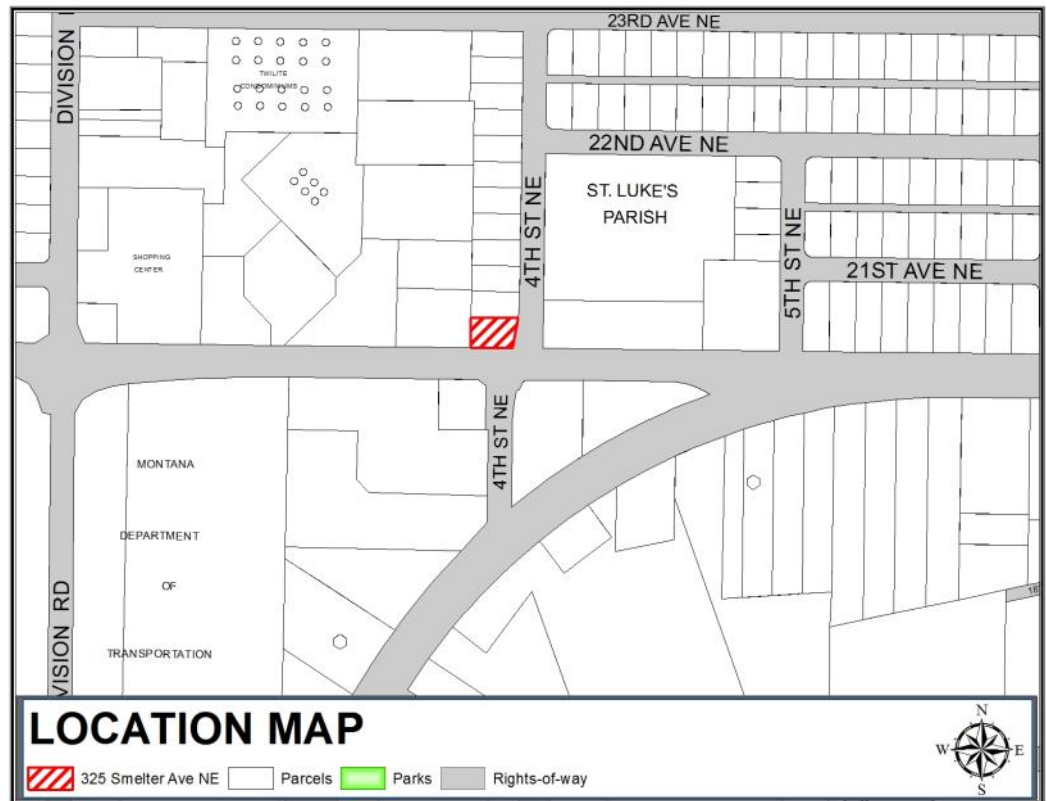 23RD AVE NE
DIVISION
TWILITE
CONDOMINIUMS
22ND AVE NE
ST. LUKE'S
PARISH
4TH ST NE
5TH ST NE
SHOPPING
CENTER
21ST AVE NE
4TH ST NE
MONTANA
DEPARTMENT
OF
TRANSPORTATION
VISION RD
LOCATION MAP
325 Smelter Ave NE
Parcels
Parks
Rights-of-way
N
W
E
S